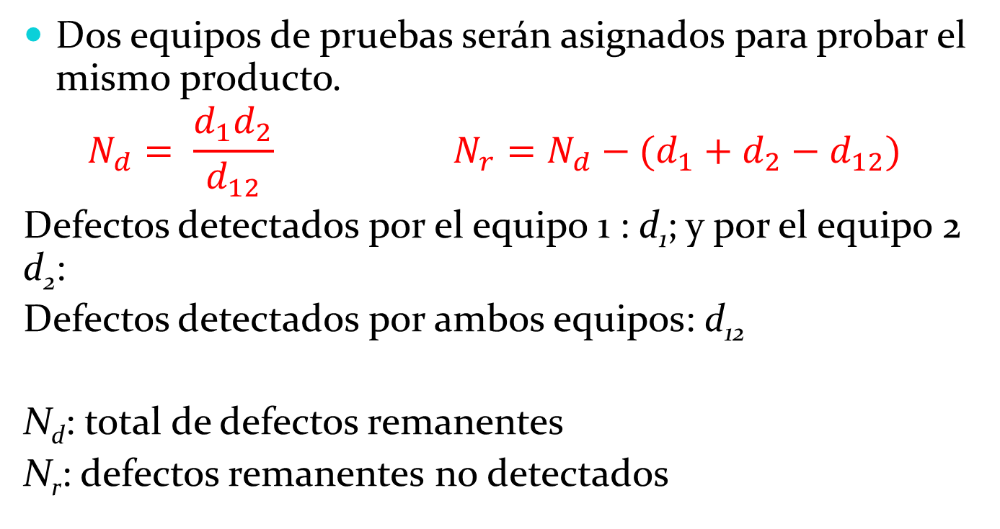 • Dos equipos de pruebas serán asignados para probar el
mismo producto.
N_d = \frac{d_1 d_2}{d_{12}}    N_r = N_d − (d_1 + d_2 − d_{12})
Defectos detectados por el equipo 1 : d_1; y por el equipo 2
d_2:
Defectos detectados por ambos equipos: d_{12}
N_d: total de defectos remanentes
N_r: defectos remanentes no detectados